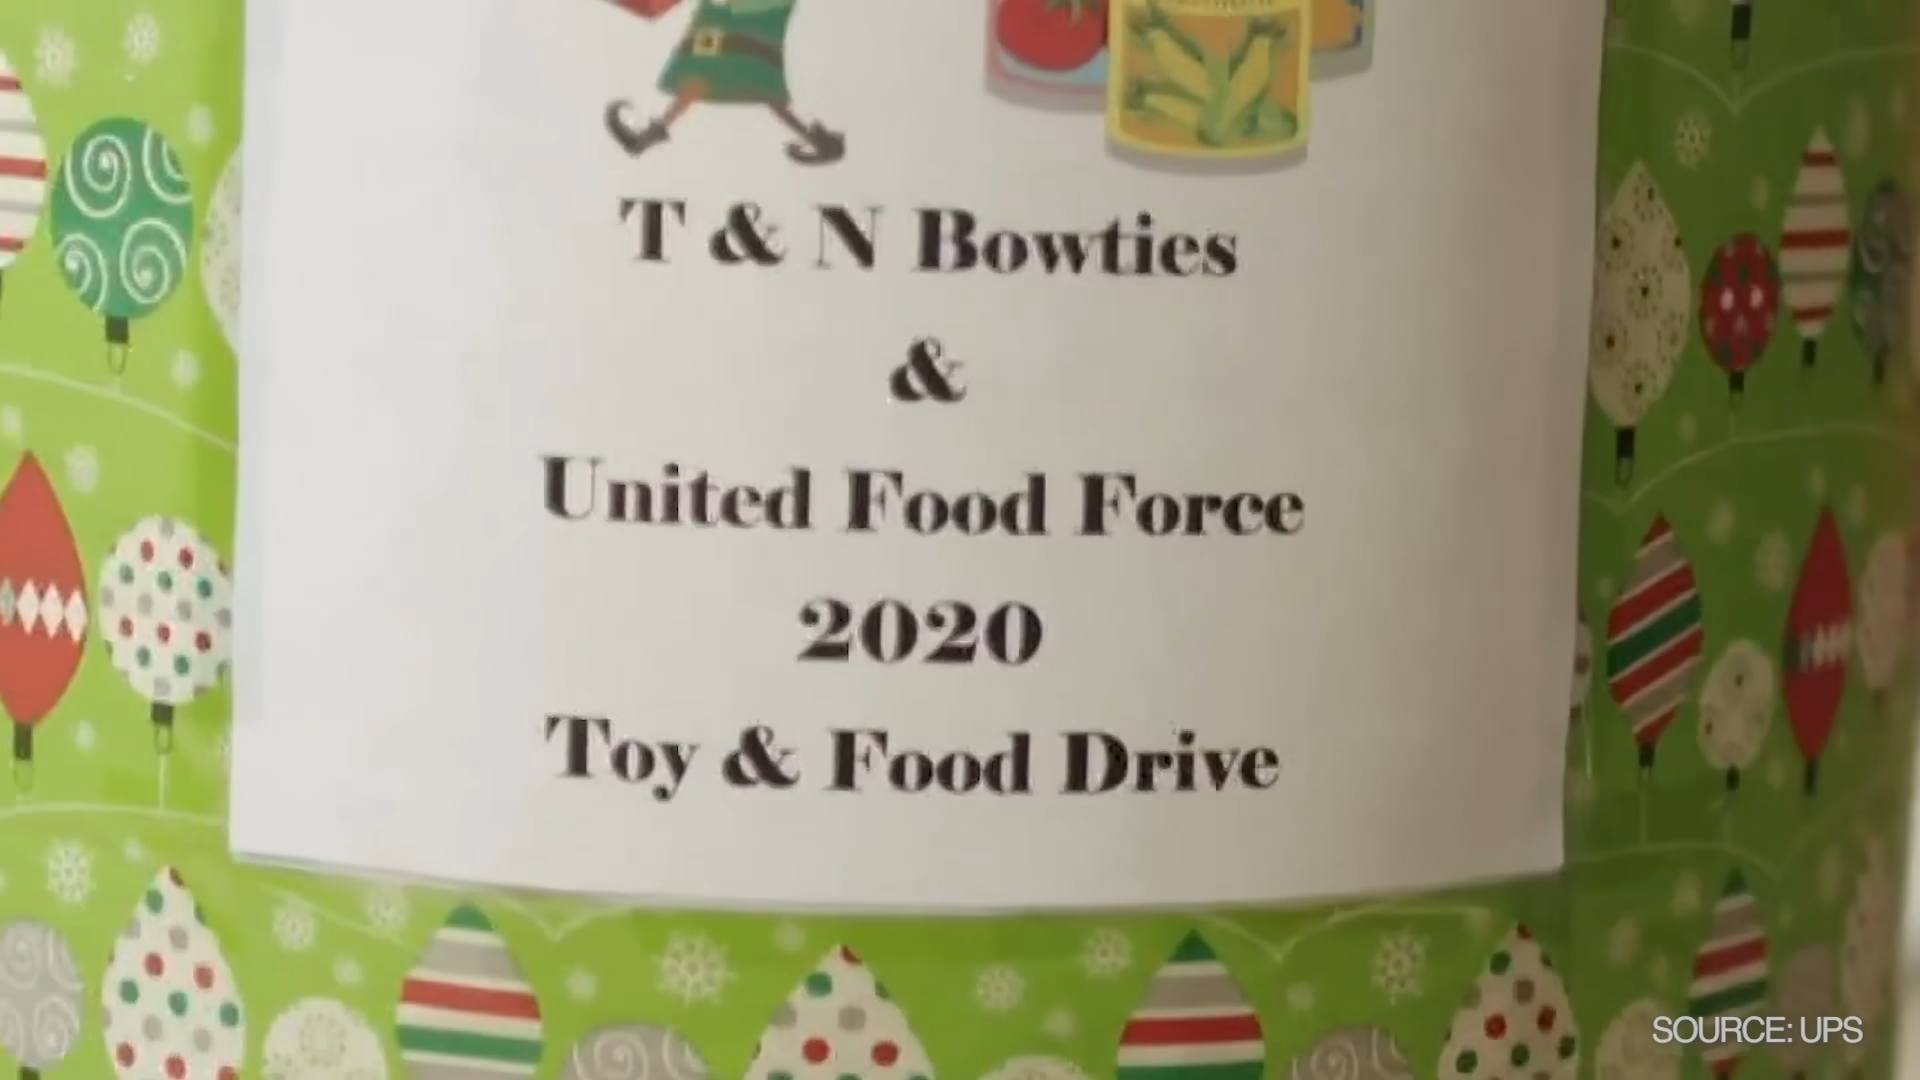 T & N Bowties
&
United Food Force
2020
Toy & Food Drive
SOURCE: UPS